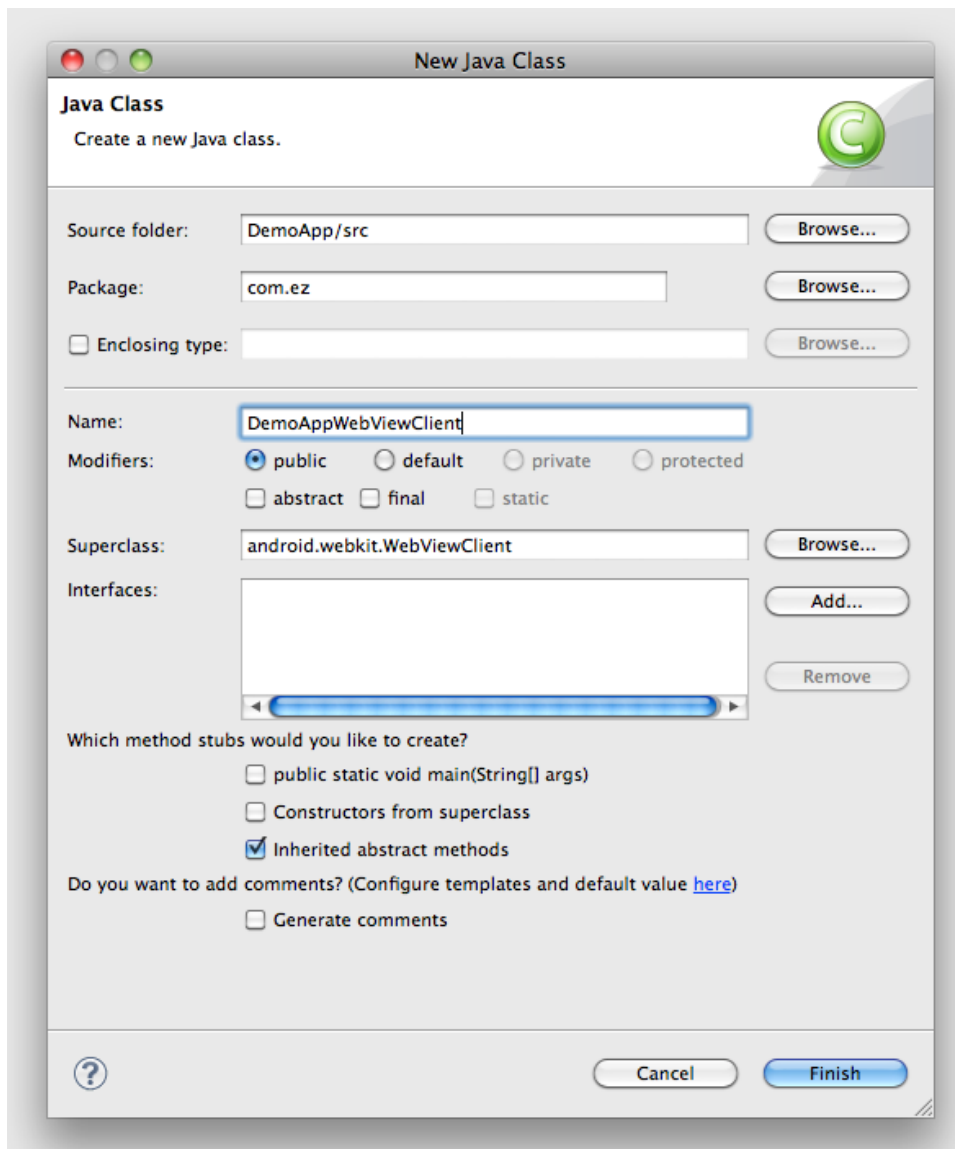 New Java Class
Java Class
Create a new Java class.
C
Source folder: DemoApp/src Browse...
Package: com.ez Browse...
Enclosing type: Browse...
Name: DemoAppWebViewClient
Modifiers: public default private protected
abstract final static
Superclass: android.webkit.WebViewClient Browse...
Interfaces: Add...
Remove
Which method stubs would you like to create?
public static void main(String[] args)
Constructors from superclass
Inherited abstract methods
Do you want to add comments? (Configure templates and default value here)
Generate comments
? Cancel Finish